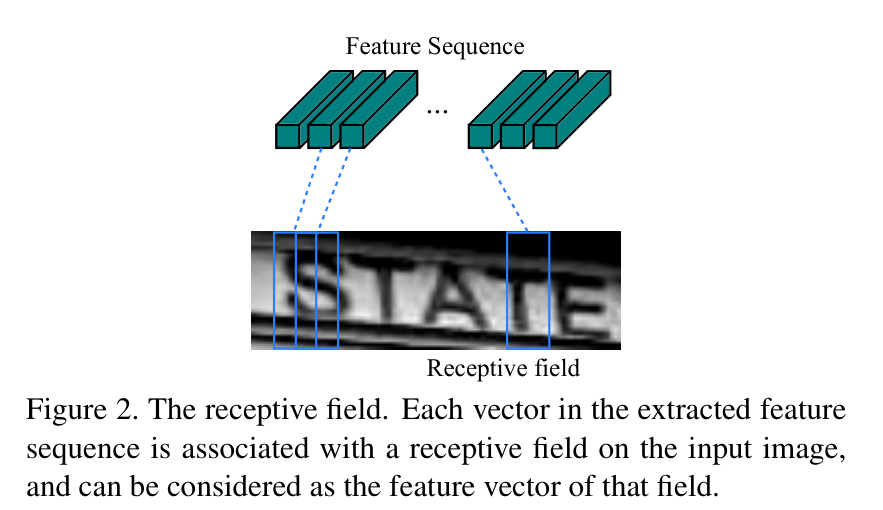 Feature Sequence
...
STATE
Receptive field
Figure 2. The receptive field. Each vector in the extracted feature
sequence is associated with a receptive field on the input image,
and can be considered as the feature vector of that field.